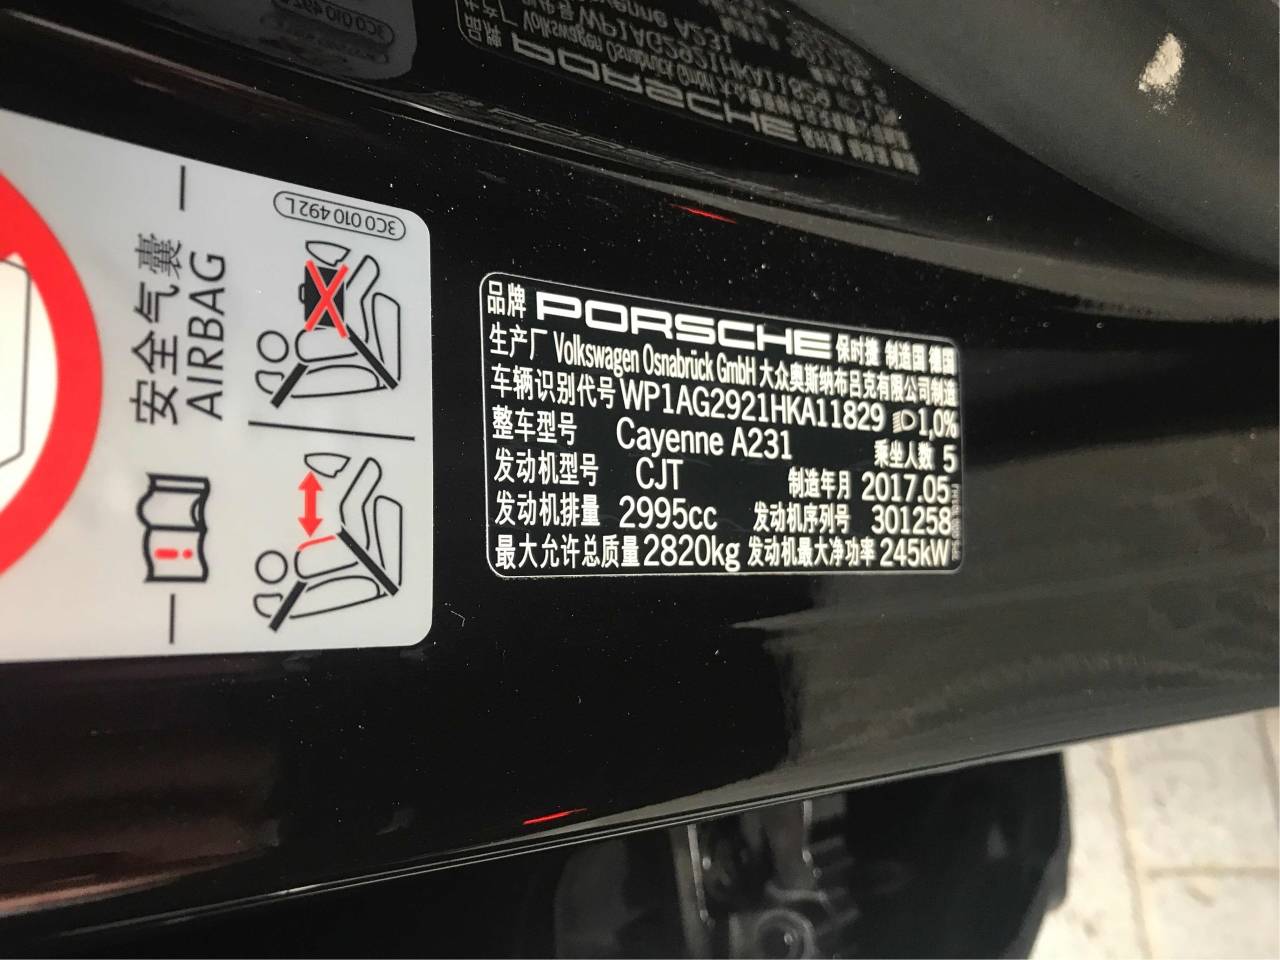 3C0 010 492 L
安全气囊
AIRBAG
品牌 PORSCHE 保时捷 制造国 德国
生产厂 Volkswagen Osnabrück GmbH 大众奥斯纳布吕克有限公司制造
车辆识别代号 WP1AG2921HKA11829 1,0%
整车型号 Cayenne A231 乘坐人数 5
发动机型号 CJT 制造年月 2017.05
发动机排量 2995cc 发动机序列号 301258
最大允许总质量 2820kg 发动机最大净功率 245kW